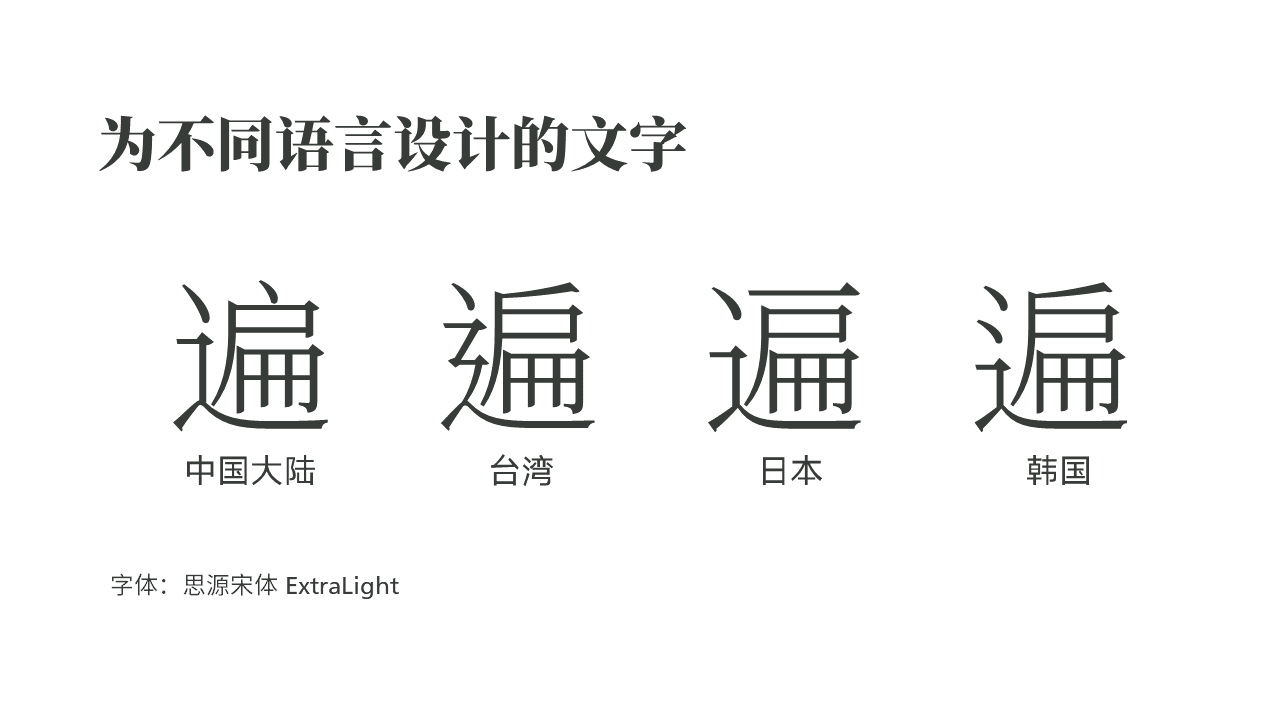 为不同语言设计的文字
遍 遍 遍 遍
中国大陆 台湾 日本 韩国
字体：思源宋体 ExtraLight